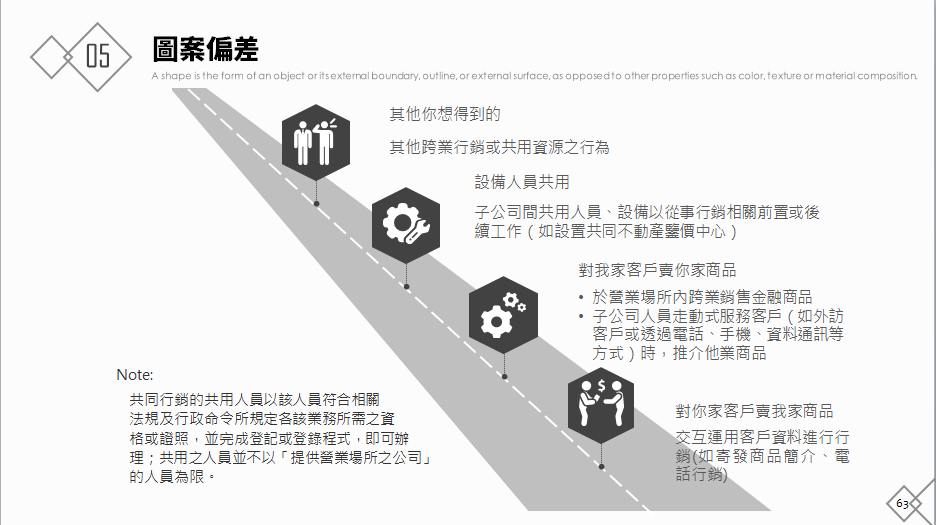 05
圖案偏差
A shape is the form of an object or its external boundary, outline, or external surface, as opposed to other properties such as color, texture or material composition.
其他你想得到的
其他跨業行銷或共用資源之行為
設備人員共用
子公司間共用人員、設備以從事行銷相關前置或後
續工作（如設置共同不動產鑒價中心）
對我家客戶賣你家商品
• 於營業場所內跨業銷售金融商品
• 子公司人員走動式服務客戶（如外訪
客戶或透過電話、手機、資料通訊等
方式）時，推介他業商品
$
對你家客戶賣我家商品
交互運用客戶資料進行行
銷(如寄發商品簡介、電
話行銷)
Note:
共同行銷的共用人員以該人員符合相關
法規及行政命令所規定各該業務所需之資
格或證照，並完成登記或登錄程式，即可辦
理；共用之人員並不以「提供營業場所之公司」
的人員為限。
63